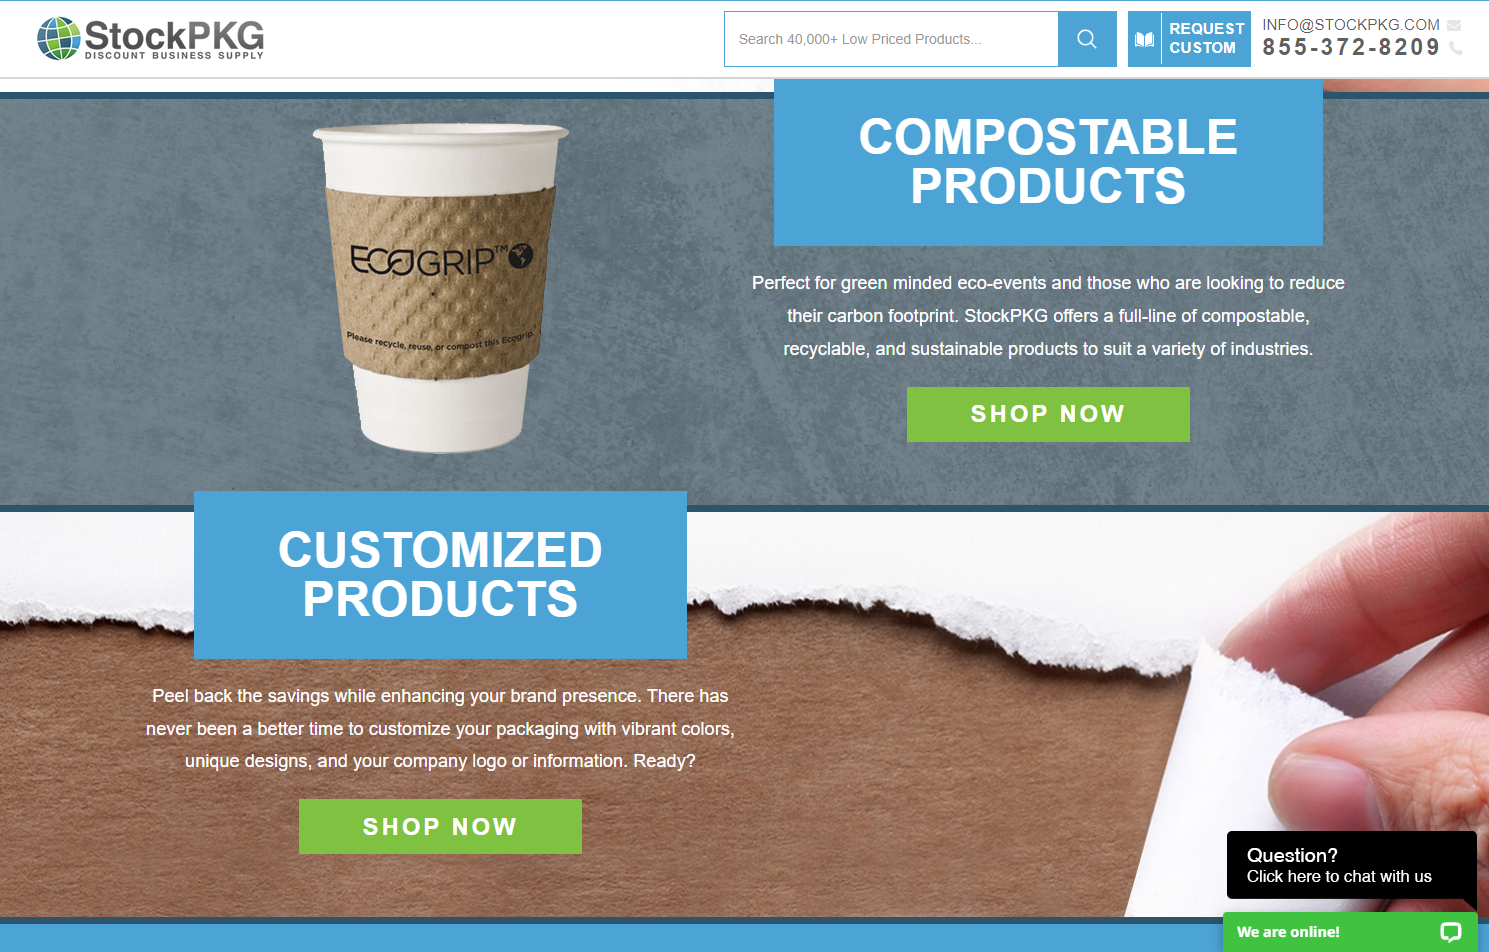 StockPKG
DISCOUNT BUSINESS SUPPLY
Search 40,000+ Low Priced Products...
REQUEST
CUSTOM
INFO@STOCKPKG.COM
855-372-8209
ECOGRIP™
Please recycle, reuse, or compost this Ecogrip
COMPOSTABLE
PRODUCTS
Perfect for green minded eco-events and those who are looking to reduce
their carbon footprint. StockPKG offers a full-line of compostable,
recyclable, and sustainable products to suit a variety of industries.
SHOP NOW
CUSTOMIZED
PRODUCTS
Peel back the savings while enhancing your brand presence. There has
never been a better time to customize your packaging with vibrant colors,
unique designs, and your company logo or information. Ready?
SHOP NOW
Question?
Click here to chat with us
We are online!